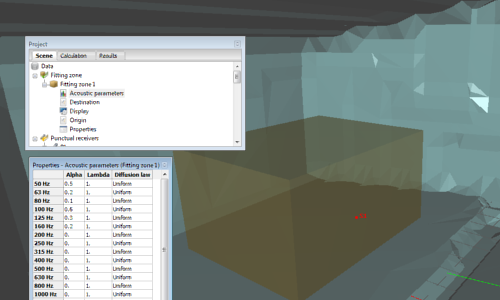 Project
Scene Calculation Results
Data
Fitting zone
Fitting zone 1
Acoustic parameters
Destination
Display
Origin
Properties
Punctual receivers
Properties - Acoustic parameters (Fitting zone 1)
Alpha Lambda Diffusion law
50 Hz 0.5 1. Uniform
63 Hz 0.2 1. Uniform
80 Hz 0.1 1. Uniform
100 Hz 0.6 1. Uniform
125 Hz 0.3 1. Uniform
160 Hz 0.2 1. Uniform
200 Hz 0. 1. Uniform
250 Hz 0. 1. Uniform
315 Hz 0. 1. Uniform
400 Hz 0. 1. Uniform
500 Hz 0. 1. Uniform
630 Hz 0. 1. Uniform
800 Hz 0. 1. Uniform
1000 Hz 0. 1. Uniform